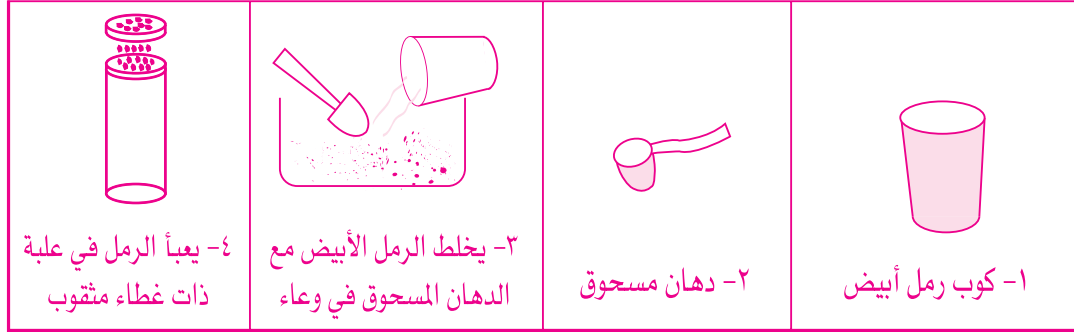 ١- كوب رمل أبيض
٢- دهان مسحوق
٣- يخلط الرمل الأبيض مع
الدهان المسحوق في وعاء
٤- يعبأ الرمل في علبة
ذات غطاء مثقوب